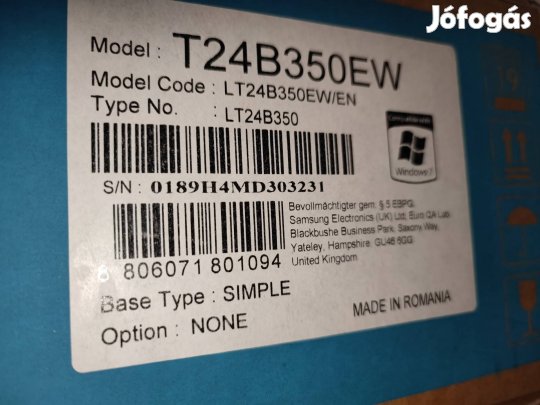 Jófogás
Model : T24B350EW
Model Code : LT24B350EW/EN
Type No. : LT24B350
Windows 7
S/N : 0189H4MD303231
Bevollmächtigter gem. § 5 EBPG,
Samsung Electronics (UK) Ltd, Euro QA Lab.
Blackbushe Business Park, Saxony Way,
Yateley, Hampshire. GU46 6GG
United Kingdom
8 806071 801094
Base Type : SIMPLE
Option : NONE
MADE IN ROMANIA
19